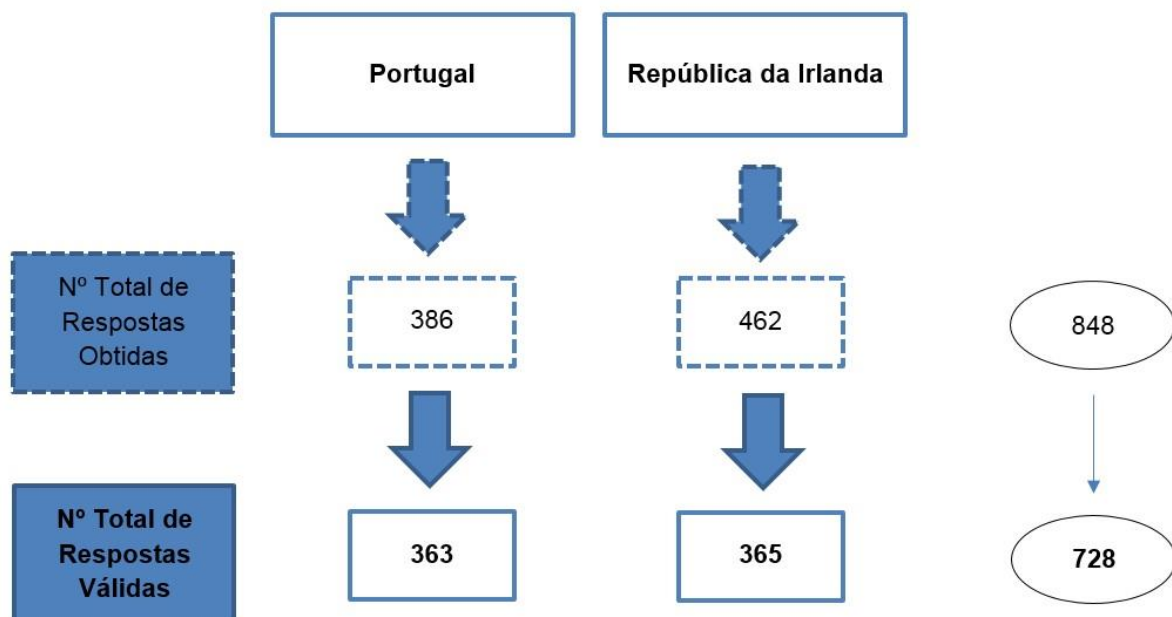 Portugal
República da Irlanda
Nº Total de
Respostas
Obtidas
386
462
848
Nº Total de
Respostas
Válidas
363
365
728